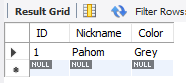 Result Grid Filter Rows:
ID Nickname Color
1 Pahom Grey
NULL NULL NULL